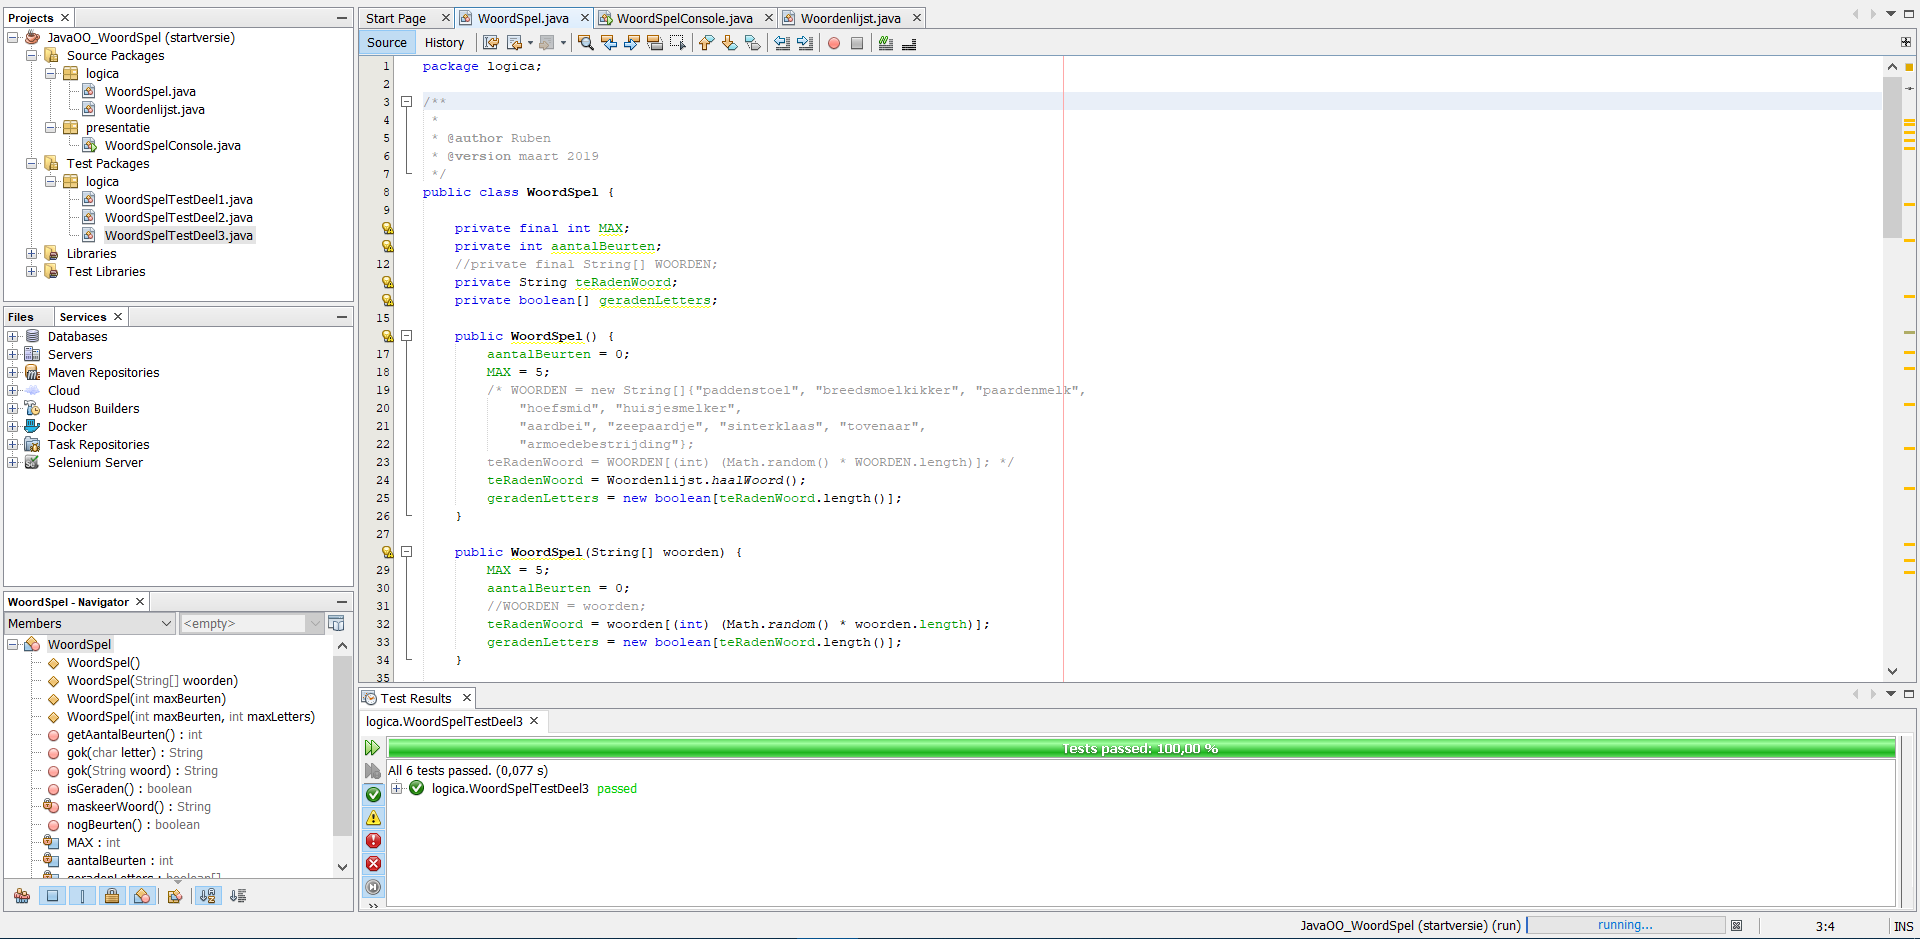 Projects
JavaOO_WoordSpel (startversie)
Source Packages
logica
WoordSpel.java
Woordenlijst.java
presentatie
WoordSpelConsole.java
Test Packages
logica
WoordSpelTestDeel1.java
WoordSpelTestDeel2.java
WoordSpelTestDeel3.java
Libraries
Test Libraries
Files Services
Databases
Servers
Maven Repositories
Cloud
Hudson Builders
Docker
Task Repositories
Selenium Server
WoordSpel - Navigator
Members <empty>
WoordSpel
WoordSpel()
WoordSpel(String[] woorden)
WoordSpel(int maxBeurten)
WoordSpel(int maxBeurten, int maxLetters)
getAantalBeurten() : int
gok(char letter) : String
gok(String woord) : String
isGeraden() : boolean
maskeerWoord() : String
nogBeurten() : boolean
MAX : int
aantalBeurten : int
geradenLetters : boolean[]
Start Page WoordSpel.java WoordSpelConsole.java Woordenlijst.java
Source History
1 package logica;
2
3 /**
4 *
5 * @author Ruben
6 * @version maart 2019
7 */
8 public class WoordSpel {
9
private final int MAX;
private int aantalBeurten;
12 //private final String[] WOORDEN;
private String teRadenWoord;
private boolean[] geradenLetters;
15
public WoordSpel() {
17 aantalBeurten = 0;
18 MAX = 5;
19 /* WOORDEN = new String[]{"paddenstoel", "breedsmoelkikker", "paardenmelk",
20 "hoefsmid", "huisjesmelker",
21 "aardbei", "zeepaardje", "sinterklaas", "tovenaar",
22 "armoedebestrijding"};
23 teRadenWoord = WOORDEN[(int) (Math.random() * WOORDEN.length)]; */
24 teRadenWoord = Woordenlijst.haalWoord();
25 geradenLetters = new boolean[teRadenWoord.length()];
26 }
27
public WoordSpel(String[] woorden) {
29 MAX = 5;
30 aantalBeurten = 0;
31 //WOORDEN = woorden;
32 teRadenWoord = woorden[(int) (Math.random() * woorden.length)];
33 geradenLetters = new boolean[teRadenWoord.length()];
34 }
35
Test Results
logica.WoordSpelTestDeel3
Tests passed: 100,00 %
All 6 tests passed. (0,077 s)
logica.WoordSpelTestDeel3 passed
JavaOO_WoordSpel (startversie) (run) running... 3:4 INS